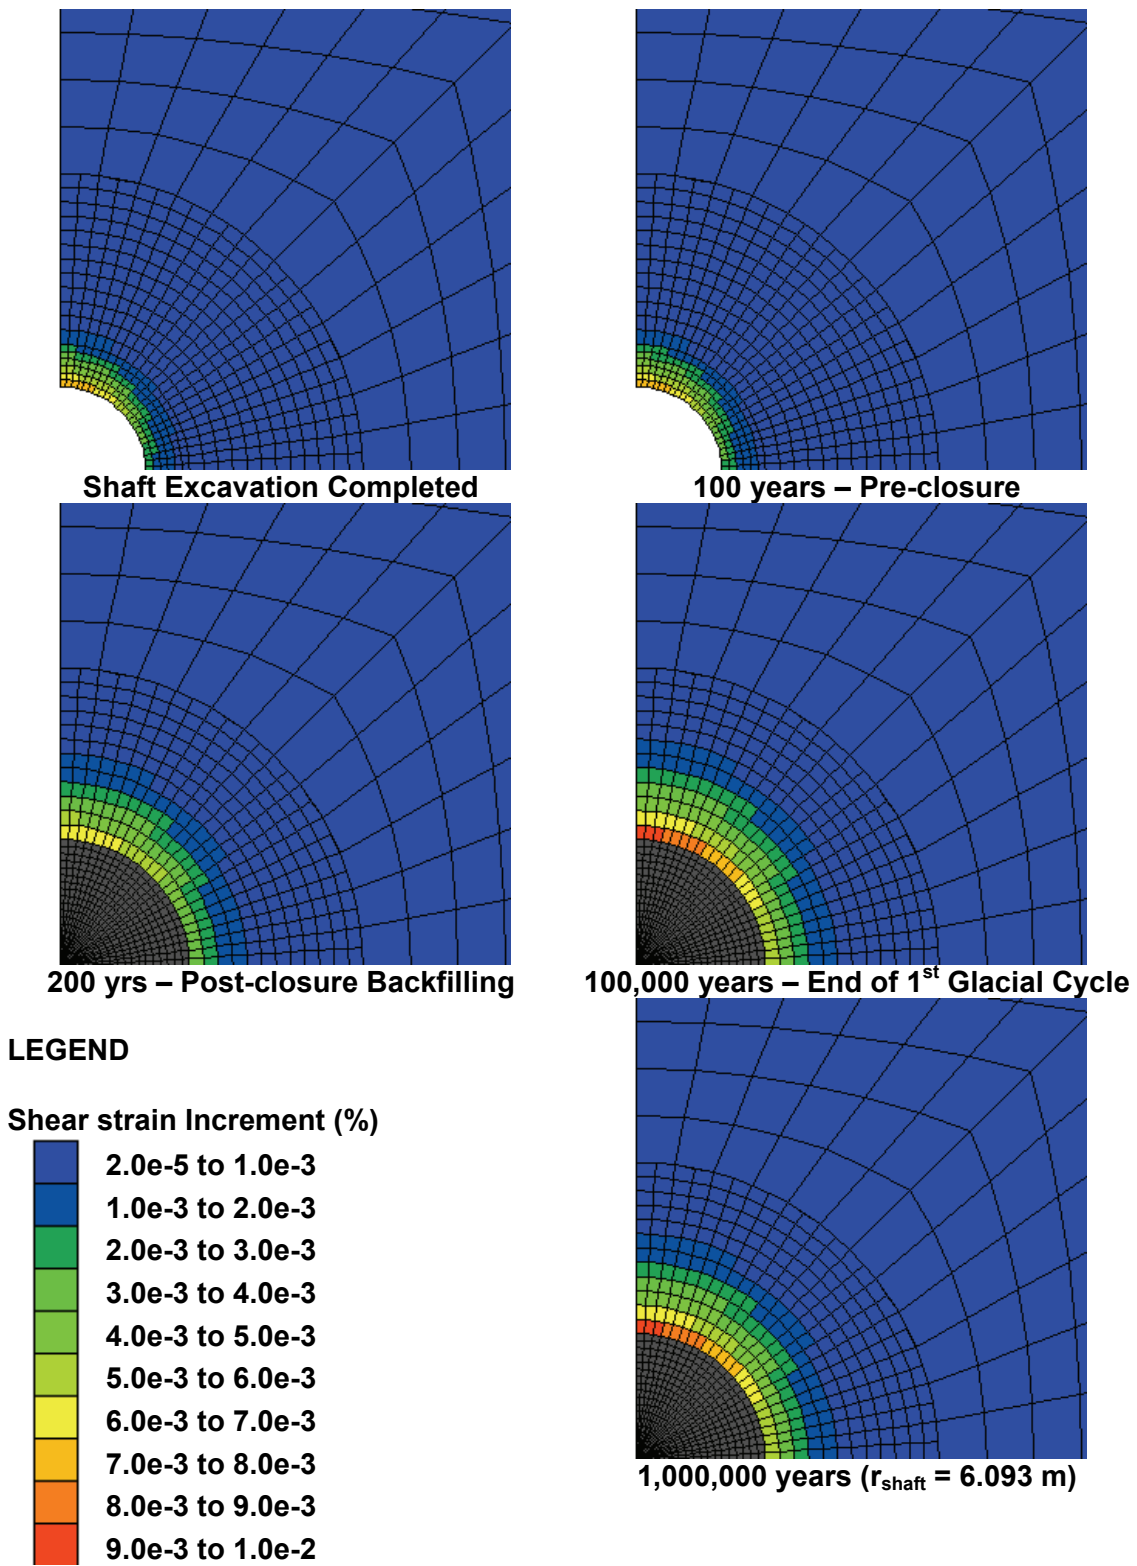 Shaft Excavation Completed
100 years – Pre-closure
200 yrs – Post-closure Backfilling
100,000 years – End of 1st Glacial Cycle
LEGEND
Shear strain Increment (%)
2.0e-5 to 1.0e-3
1.0e-3 to 2.0e-3
2.0e-3 to 3.0e-3
3.0e-3 to 4.0e-3
4.0e-3 to 5.0e-3
5.0e-3 to 6.0e-3
6.0e-3 to 7.0e-3
7.0e-3 to 8.0e-3
8.0e-3 to 9.0e-3
9.0e-3 to 1.0e-2
1,000,000 years (rshaft = 6.093 m)